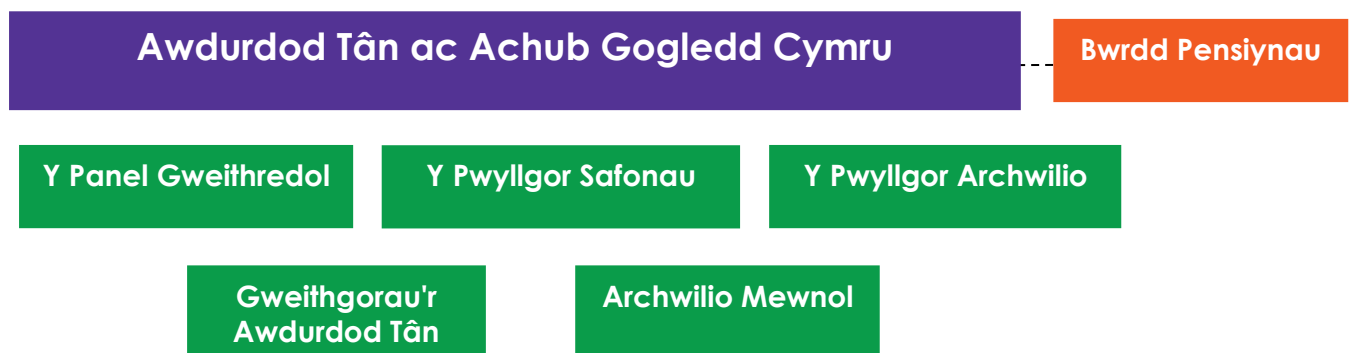 Awdurdod Tân ac Achub Gogledd Cymru
Bwrdd Pensiynau
Y Panel Gweithredol
Y Pwyllgor Safonau
Y Pwyllgor Archwilio
Gweithgorau'r
Awdurdod Tân
Archwilio Mewnol